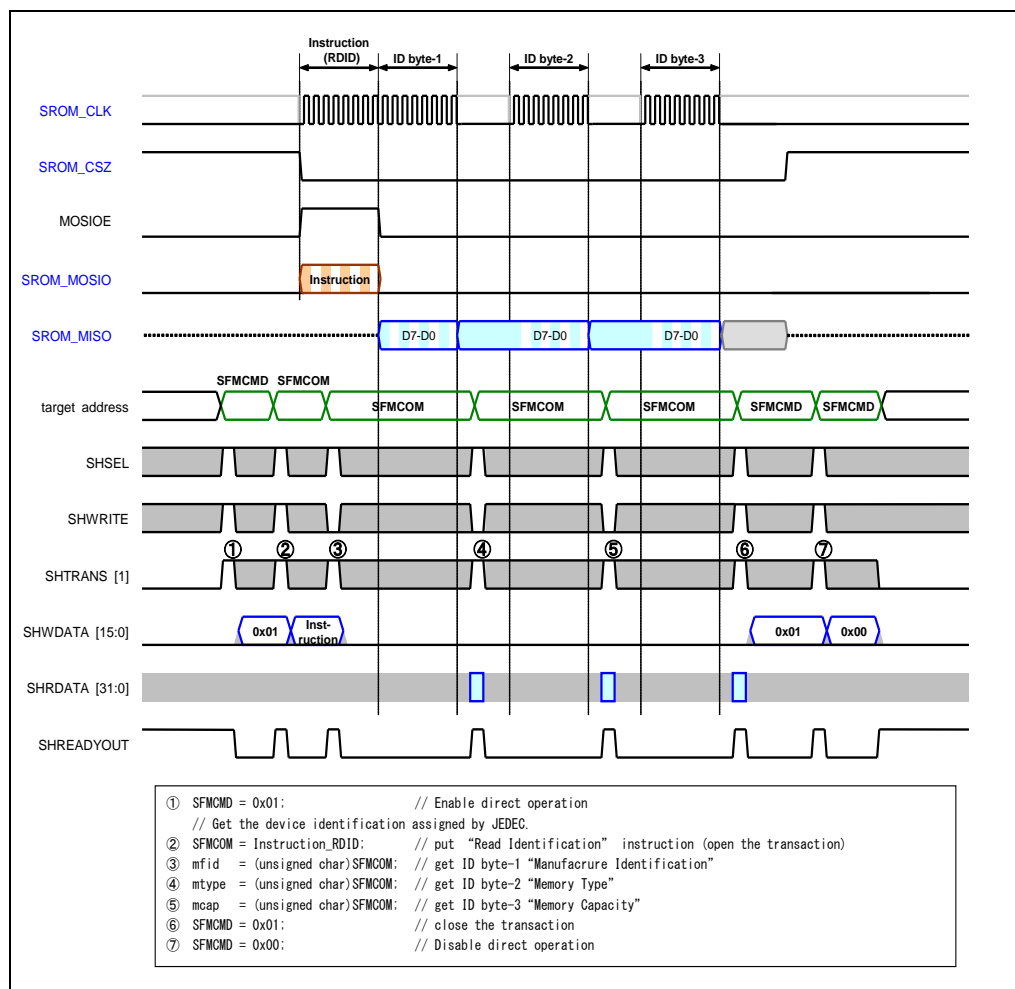 Instruction
(RDID)
ID byte-1
ID byte-2
ID byte-3
SROM_CLK
SROM_CSZ
MOSIOE
SROM_MOSIO
Instruction
SROM_MISO
D7-D0
D7-D0
D7-D0
SFMCMD
SFMCOM
target address
SFMCOM
SFMCOM
SFMCOM
SFMCMD
SFMCMD
SHSEL
SHWRITE
① ② ③ ④ ⑤ ⑥ ⑦
SHTRANS [1]
SHWDATA [15:0]
0x01
Inst-
ruction
0x01
0x00
SHRDATA [31:0]
SHREADYOUT
① SFMCMD = 0x01; // Enable direct operation
// Get the device identification assigned by JEDEC.
② SFMCOM = Instruction_RDID; // put “Read Identification” instruction (open the transaction)
③ mfid = (unsigned char)SFMCOM; // get ID byte-1 “Manufacrure Identification”
④ mtype = (unsigned char)SFMCOM; // get ID byte-2 “Memory Type”
⑤ mcap = (unsigned char)SFMCOM; // get ID byte-3 “Memory Capacity”
⑥ SFMCMD = 0x01; // close the transaction
⑦ SFMCMD = 0x00; // Disable direct operation